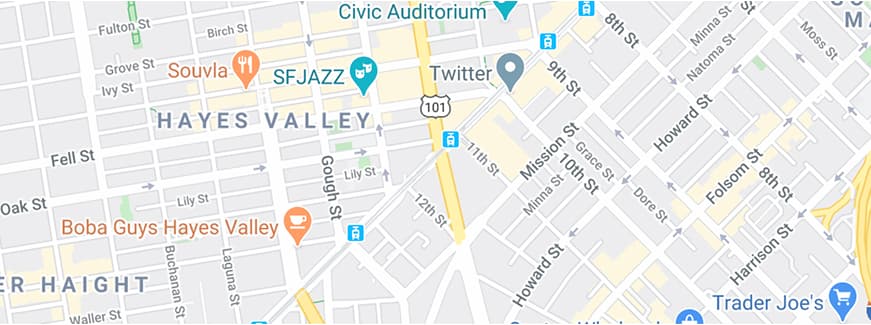 Civic Auditorium
Fulton St
Birch St
8th St
Minna St
Moss St
Grove St
Souvla
SFJAZZ
Twitter
9th St
Natoma St
Ivy St
101
HAYES VALLEY
Howard St
Fell St
Gough St
Lily St
11th St
Mission St
Grace St
10th St
Folsom St
8th St
Oak St
Lily St
Minna St
Dore St
12th St
Boba Guys Hayes Valley
Harrison St
Buchanan St
Laguna St
Howard St
ER HAIGHT
Waller St
Trader Joe's